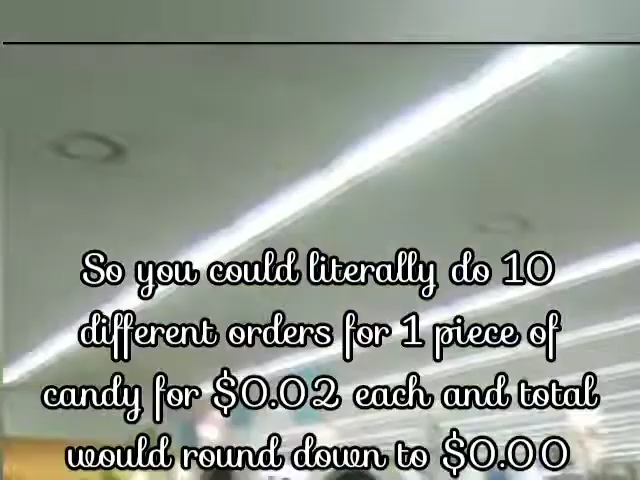 So you could literally do 10
different orders for 1 piece of
candy for $0.02 each and total
would round down to $0.00